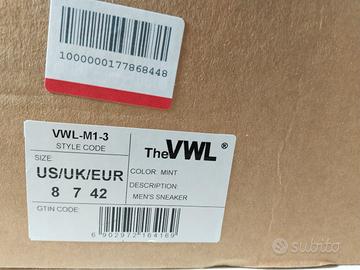 1000000177868448
VWL-M1-3
STYLE CODE
SIZE:
US/UK/EUR
8 7 42
GTIN CODE:
TheVWL ®
COLOR: MINT
DESCRIPTION:
MEN'S SNEAKER
6 902972 164169
subito